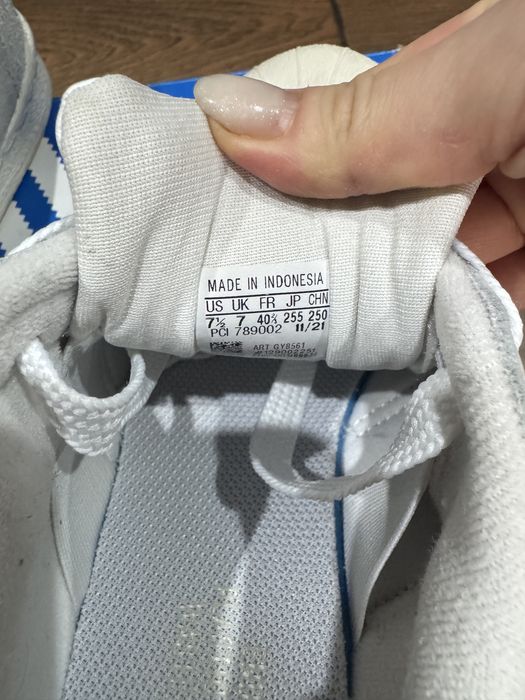 MADE IN INDONESIA
US UK FR JP CHN
7½ 7 40⅔ 255 250
PCI 789002 11/21
ART GY8561